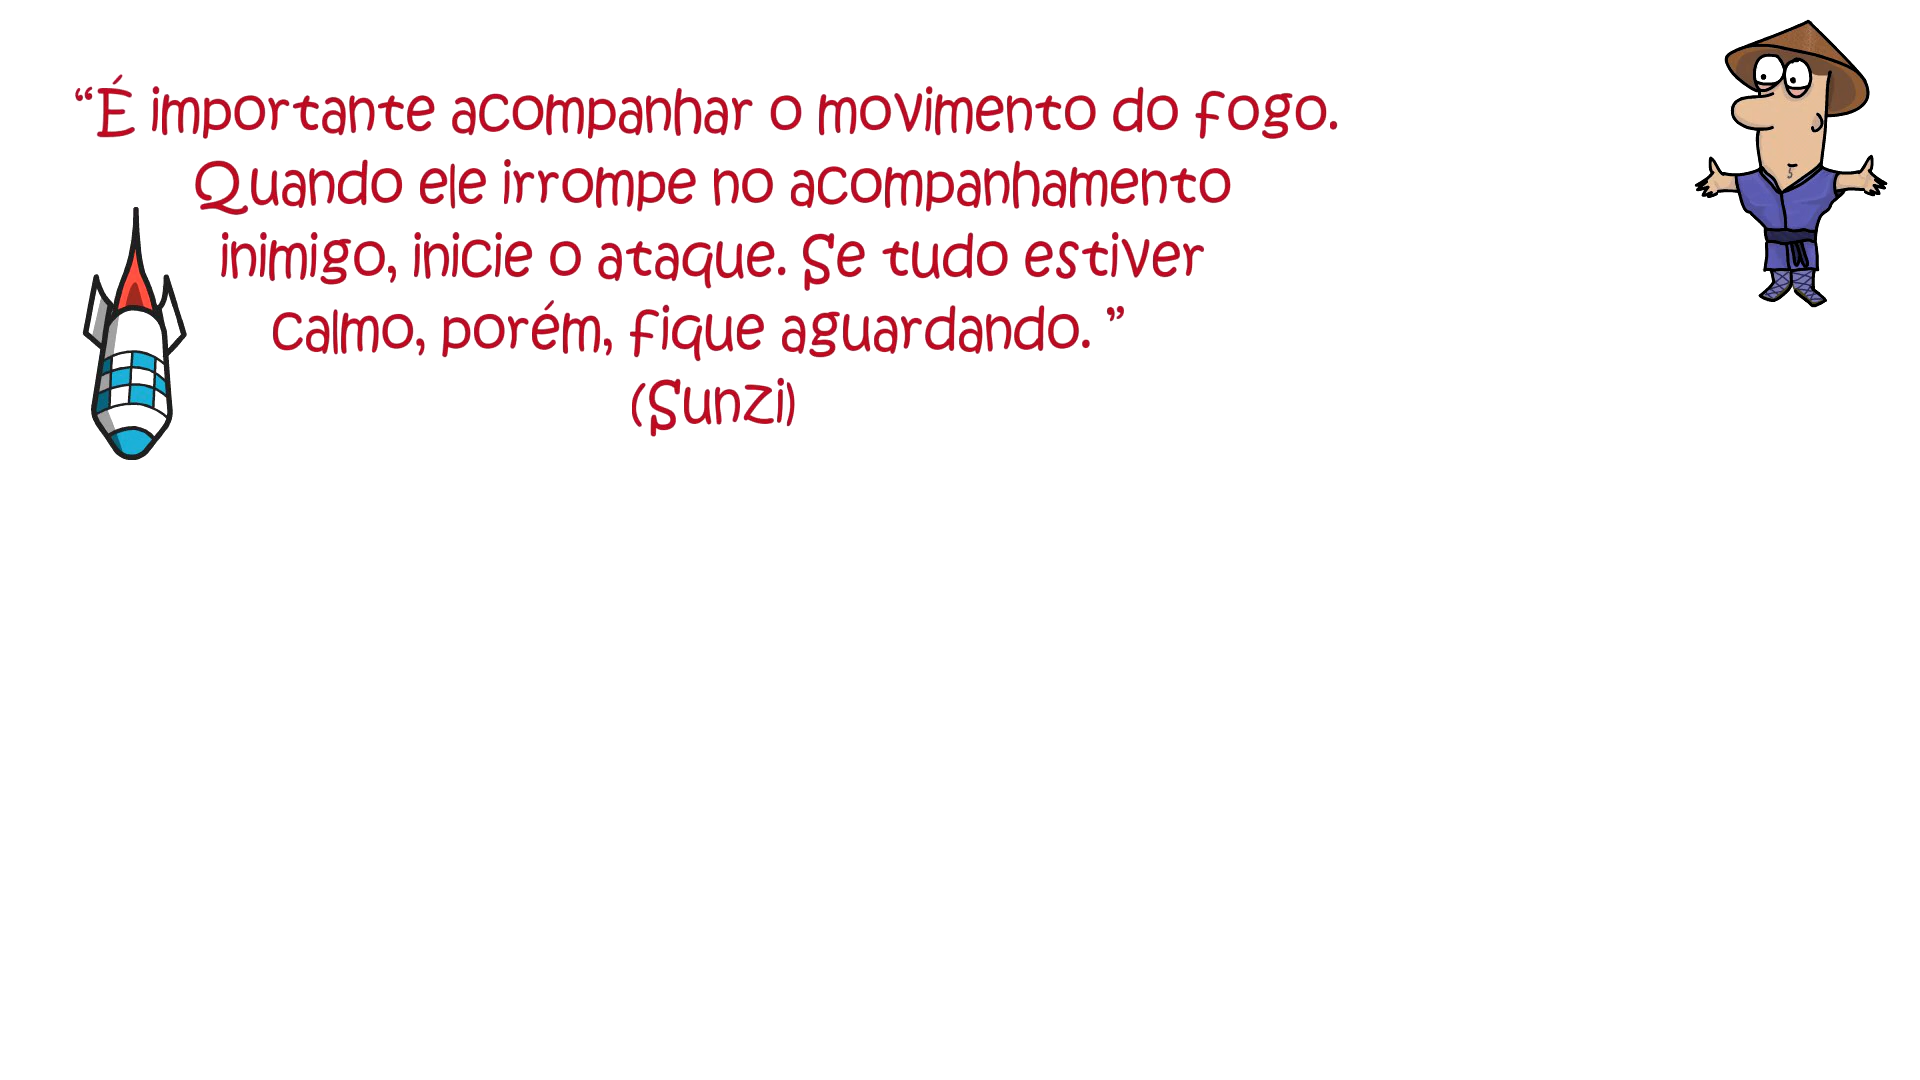 “É importante acompanhar o movimento do fogo.
Quando ele irrompe no acompanhamento
inimigo, inicie o ataque. Se tudo estiver
calmo, porém, fique aguardando. ”
(Sunzi)